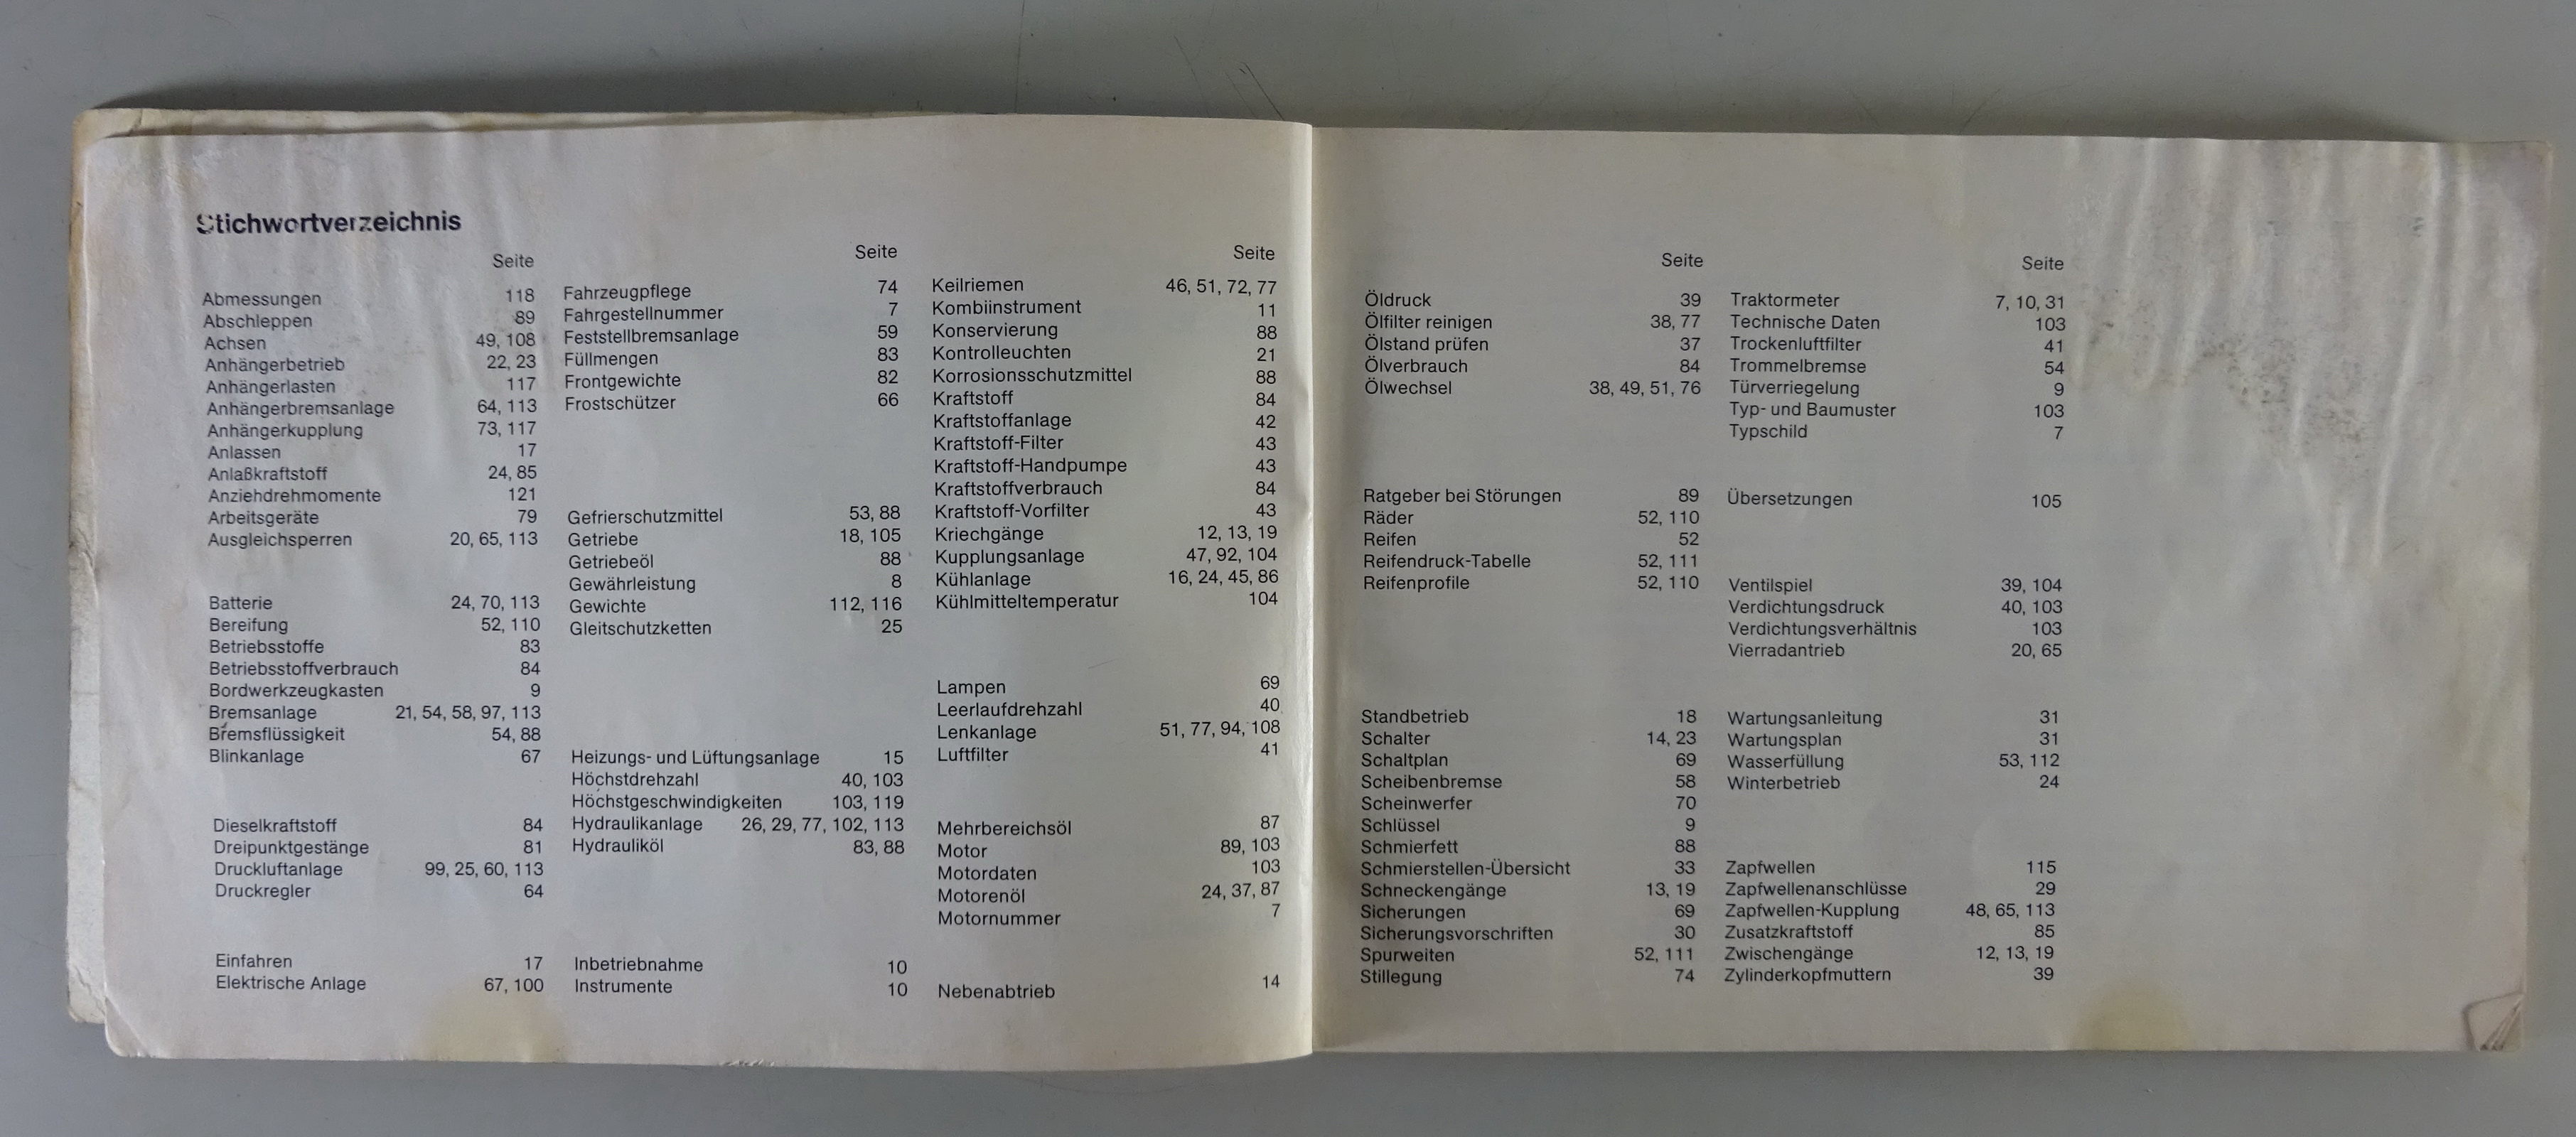 Stichwortverzeichnis
Seite
Abmessungen 118
Abschleppen 89
Achsen 49, 108
Anhängerbetrieb 22, 23
Anhängerlasten 117
Anhängerbremsanlage 64, 113
Anhängerkupplung 73, 117
Anlassen 17
Anlaßkraftstoff 24, 85
Anziehdrehmomente 121
Arbeitsgeräte 79
Ausgleichsperren 20, 65, 113
Batterie 24, 70, 113
Bereifung 52, 110
Betriebsstoffe 83
Betriebsstoffverbrauch 84
Bordwerkzeugkasten 9
Bremsanlage 21, 54, 58, 97, 113
Bremsflüssigkeit 54, 88
Blinkanlage 67
Dieselkraftstoff 84
Dreipunktgestänge 81
Druckluftanlage 99, 25, 60, 113
Druckregler 64
Einfahren 17
Elektrische Anlage 67, 100
Seite
Fahrzeugpflege 74
Fahrgestellnummer 7
Feststellbremsanlage 59
Füllmengen 83
Frontgewichte 82
Frostschützer 66
Gefrierschutzmittel 53, 88
Getriebe 18, 105
Getriebeöl 88
Gewährleistung 8
Gewichte 112, 116
Gleitschutzketten 25
Heizungs- und Lüftungsanlage 15
Höchstdrehzahl 40, 103
Höchstgeschwindigkeiten 103, 119
Hydraulikanlage 26, 29, 77, 102, 113
Hydrauliköl 83, 88
Inbetriebnahme 10
Instrumente 10
Seite
Keilriemen 46, 51, 72, 77
Kombiinstrument 11
Konservierung 88
Kontrolleuchten 21
Korrosionsschutzmittel 88
Kraftstoff 84
Kraftstoffanlage 42
Kraftstoff-Filter 43
Kraftstoff-Handpumpe 43
Kraftstoffverbrauch 84
Kraftstoff-Vorfilter 43
Kriechgänge 12, 13, 19
Kupplungsanlage 47, 92, 104
Kühlanlage 16, 24, 45, 86
Kühlmitteltemperatur 104
Lampen 69
Leerlaufdrehzahl 40
Lenkanlage 51, 77, 94, 108
Luftfilter 41
Mehrbereichsöl 87
Motor 89, 103
Motordaten 103
Motorenöl 24, 37, 87
Motornummer 7
Nebenabtrieb 14
Seite
Öldruck 39
Ölfilter reinigen 38, 77
Ölstand prüfen 37
Ölverbrauch 84
Ölwechsel 38, 49, 51, 76
Ratgeber bei Störungen 89
Räder 52, 110
Reifen 52
Reifendruck-Tabelle 52, 111
Reifenprofile 52, 110
Standbetrieb 18
Schalter 14, 23
Schaltplan 69
Scheibenbremse 58
Scheinwerfer 70
Schlüssel 9
Schmierfett 88
Schmierstellen-Übersicht 33
Schneckengänge 13, 19
Sicherungen 69
Sicherungsvorschriften 30
Spurweiten 52, 111
Stillegung 74
Seite
Traktormeter 7, 10, 31
Technische Daten 103
Trockenluftfilter 41
Trommelbremse 54
Türverriegelung 9
Typ- und Baumuster 103
Typschild 7
Übersetzungen 105
Ventilspiel 39, 104
Verdichtungsdruck 40, 103
Verdichtungsverhältnis 103
Vierradantrieb 20, 65
Wartungsanleitung 31
Wartungsplan 31
Wasserfüllung 53, 112
Winterbetrieb 24
Zapfwellen 115
Zapfwellenanschlüsse 29
Zapfwellen-Kupplung 48, 65, 113
Zusatzkraftstoff 85
Zwischengänge 12, 13, 19
Zylinderkopfmuttern 39